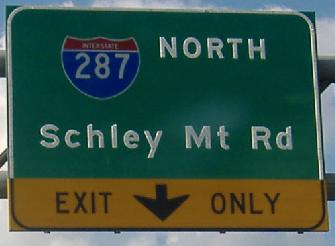 INTERSTATE
287 NORTH
Schley Mt Rd
EXIT ONLY